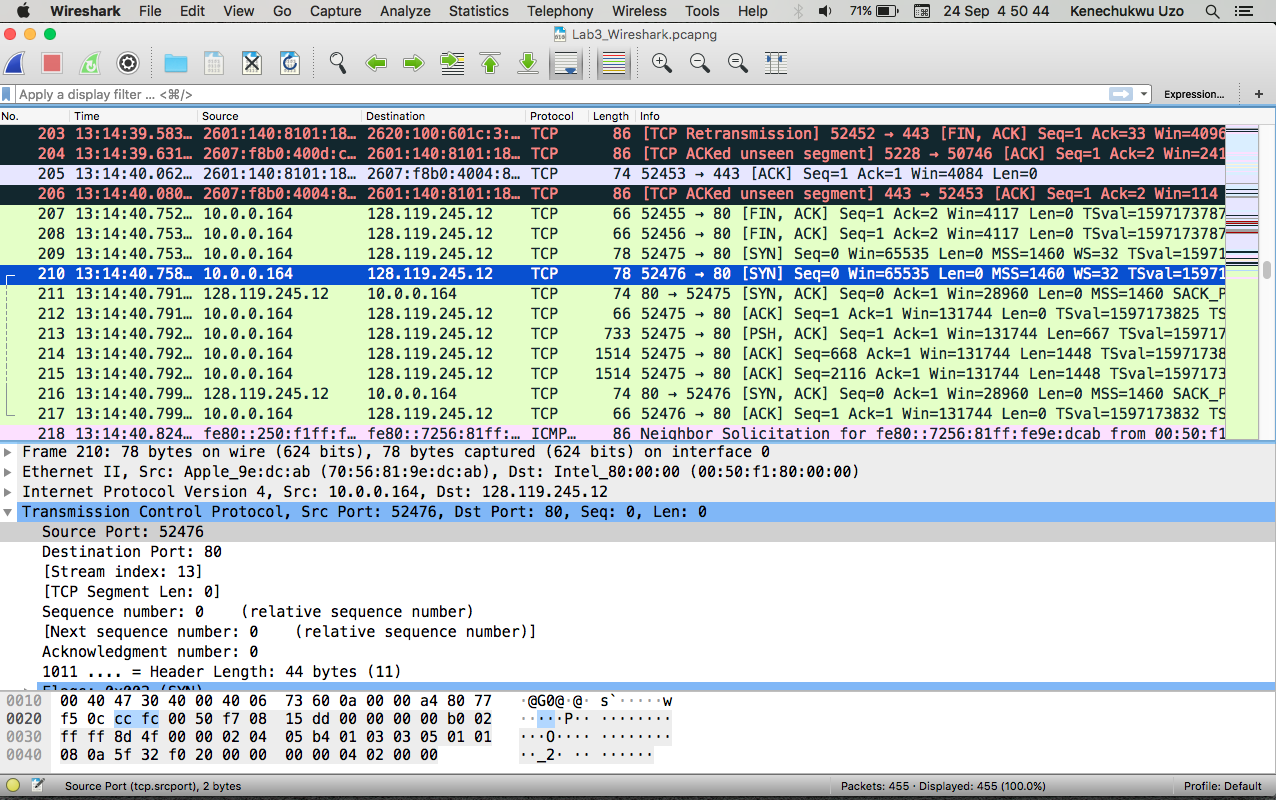 Wireshark File Edit View Go Capture Analyze Statistics Telephony Wireless Tools Help 71% 24 Sep 4 50 44 Kenechukwu Uzo
Lab3_Wireshark.pcapng
Apply a display filter ... <⌘/> Expression... +
No. Time Source Destination Protocol Length Info
203 13:14:39.583… 2601:140:8101:18… 2620:100:601c:3:… TCP 86 [TCP Retransmission] 52452 → 443 [FIN, ACK] Seq=1 Ack=33 Win=4096
204 13:14:39.631… 2607:f8b0:400d:c… 2601:140:8101:18… TCP 86 [TCP ACKed unseen segment] 5228 → 50746 [ACK] Seq=1 Ack=2 Win=241
205 13:14:40.062… 2601:140:8101:18… 2607:f8b0:4004:8… TCP 74 52453 → 443 [ACK] Seq=1 Ack=1 Win=4084 Len=0
206 13:14:40.080… 2607:f8b0:4004:8… 2601:140:8101:18… TCP 86 [TCP ACKed unseen segment] 443 → 52453 [ACK] Seq=1 Ack=2 Win=114
207 13:14:40.752… 10.0.0.164 128.119.245.12 TCP 66 52455 → 80 [FIN, ACK] Seq=1 Ack=2 Win=4117 Len=0 TSval=1597173787
208 13:14:40.753… 10.0.0.164 128.119.245.12 TCP 66 52456 → 80 [FIN, ACK] Seq=1 Ack=2 Win=4117 Len=0 TSval=1597173787
209 13:14:40.753… 10.0.0.164 128.119.245.12 TCP 78 52475 → 80 [SYN] Seq=0 Win=65535 Len=0 MSS=1460 WS=32 TSval=15971
210 13:14:40.758… 10.0.0.164 128.119.245.12 TCP 78 52476 → 80 [SYN] Seq=0 Win=65535 Len=0 MSS=1460 WS=32 TSval=15971
211 13:14:40.791… 128.119.245.12 10.0.0.164 TCP 74 80 → 52475 [SYN, ACK] Seq=0 Ack=1 Win=28960 Len=0 MSS=1460 SACK_P
212 13:14:40.791… 10.0.0.164 128.119.245.12 TCP 66 52475 → 80 [ACK] Seq=1 Ack=1 Win=131744 Len=0 TSval=1597173825 TS
213 13:14:40.792… 10.0.0.164 128.119.245.12 TCP 733 52475 → 80 [PSH, ACK] Seq=1 Ack=1 Win=131744 Len=667 TSval=159717
214 13:14:40.792… 10.0.0.164 128.119.245.12 TCP 1514 52475 → 80 [ACK] Seq=668 Ack=1 Win=131744 Len=1448 TSval=15971738
215 13:14:40.792… 10.0.0.164 128.119.245.12 TCP 1514 52475 → 80 [ACK] Seq=2116 Ack=1 Win=131744 Len=1448 TSval=1597173
216 13:14:40.799… 128.119.245.12 10.0.0.164 TCP 74 80 → 52476 [SYN, ACK] Seq=0 Ack=1 Win=28960 Len=0 MSS=1460 SACK_P
217 13:14:40.799… 10.0.0.164 128.119.245.12 TCP 66 52476 → 80 [ACK] Seq=1 Ack=1 Win=131744 Len=0 TSval=1597173832 TS
218 13:14:40.824… fe80::250:f1ff:f… fe80::7256:81ff:… ICMP… 86 Neighbor Solicitation for fe80::7256:81ff:fe9e:dcab from 00:50:f1
Frame 210: 78 bytes on wire (624 bits), 78 bytes captured (624 bits) on interface 0
Ethernet II, Src: Apple_9e:dc:ab (70:56:81:9e:dc:ab), Dst: Intel_80:00:00 (00:50:f1:80:00:00)
Internet Protocol Version 4, Src: 10.0.0.164, Dst: 128.119.245.12
Transmission Control Protocol, Src Port: 52476, Dst Port: 80, Seq: 0, Len: 0
Source Port: 52476
Destination Port: 80
[Stream index: 13]
[TCP Segment Len: 0]
Sequence number: 0 (relative sequence number)
[Next sequence number: 0 (relative sequence number)]
Acknowledgment number: 0
1011 .... = Header Length: 44 bytes (11)
Flags: 0x002 (SYN)
0010 00 40 47 30 40 00 40 06 73 60 0a 00 00 a4 80 77 ·@G0@·@· s`·····w
0020 f5 0c cc fc 00 50 f7 08 15 dd 00 00 00 00 b0 02 ·····P·· ········
0030 ff ff 8d 4f 00 00 02 04 05 b4 01 03 03 05 01 01 ···O···· ········
0040 08 0a 5f 32 f0 20 00 00 00 00 04 02 00 00 ··_2· ·· ······
Source Port (tcp.srcport), 2 bytes Packets: 455 · Displayed: 455 (100.0%) Profile: Default